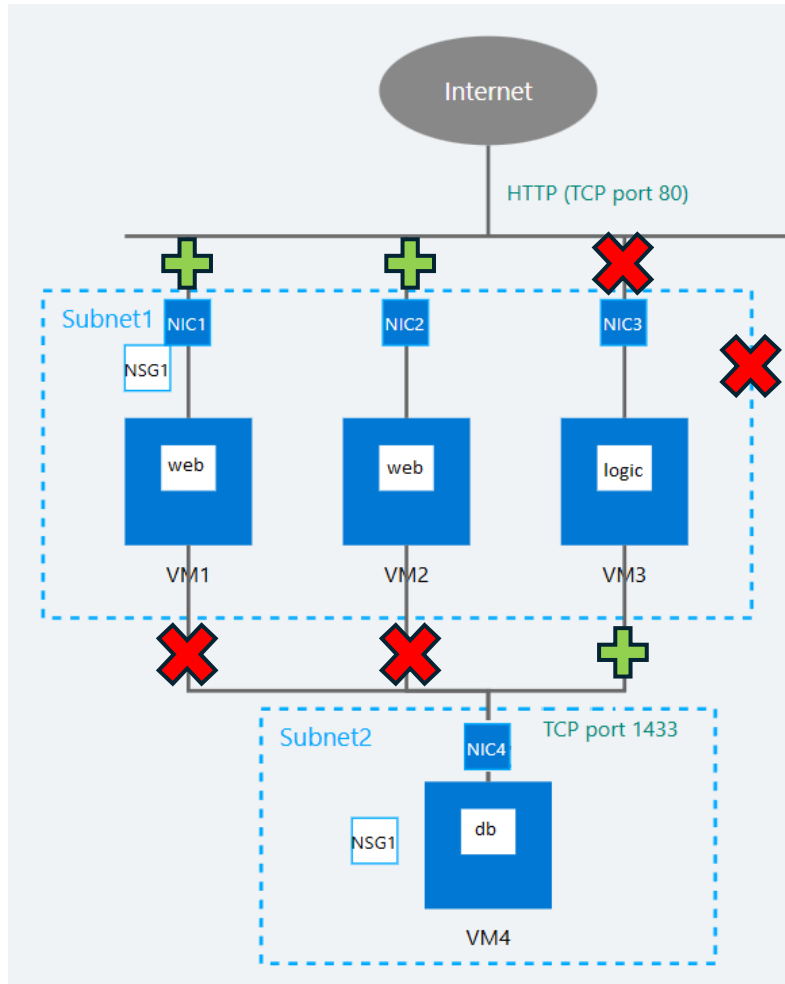 Internet
HTTP (TCP port 80)
Subnet1
NIC1
NIC2
NIC3
NSG1
web
web
logic
VM1
VM2
VM3
Subnet2
TCP port 1433
NIC4
NSG1
db
VM4